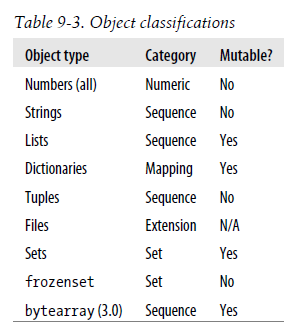 Table 9-3. Object classifications
Object type Category Mutable?
Numbers (all) Numeric No
Strings Sequence No
Lists Sequence Yes
Dictionaries Mapping Yes
Tuples Sequence No
Files Extension N/A
Sets Set Yes
frozenset Set No
bytearray (3.0) Sequence Yes